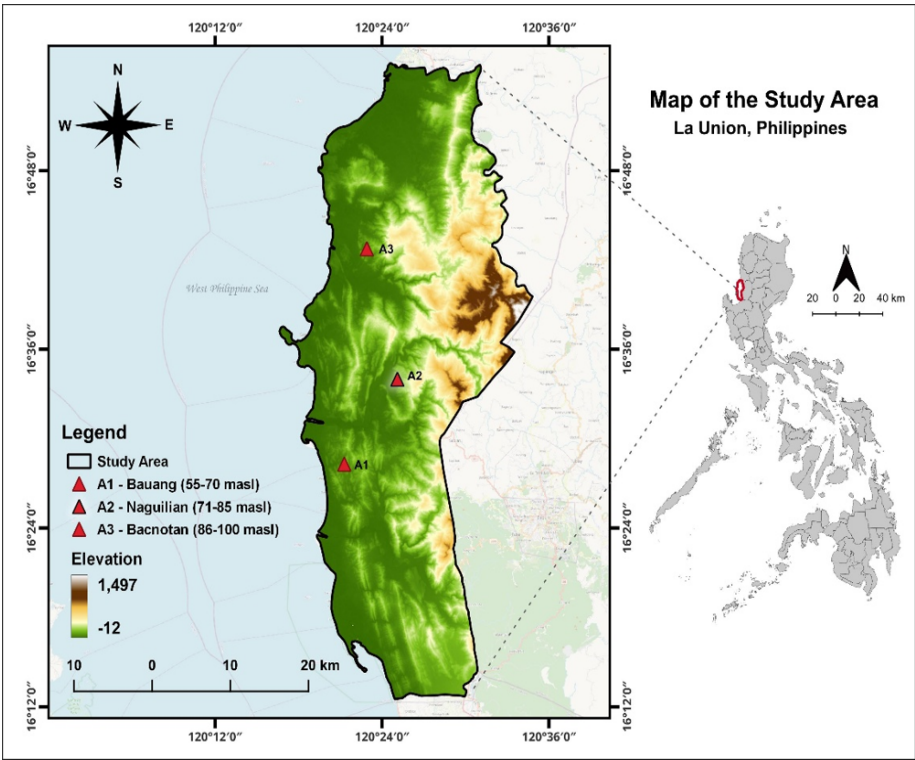 Map of the Study Area
La Union, Philippines
120°12′0″ 120°24′0″ 120°36′0″
N
W E
S
16°48′0″ 16°48′0″
A3
West Philippine Sea
N
20 0 20 40 km
16°36′0″ 16°36′0″
A2
A1
Legend
Study Area
A1 - Bauang (55-70 masl)
A2 - Naguilian (71-85 masl)
A3 - Bacnotan (86-100 masl)
16°24′0″ 16°24′0″
Elevation
1,497
-12
10 0 10 20 km
16°12′0″ 16°12′0″
120°12′0″ 120°24′0″ 120°36′0″